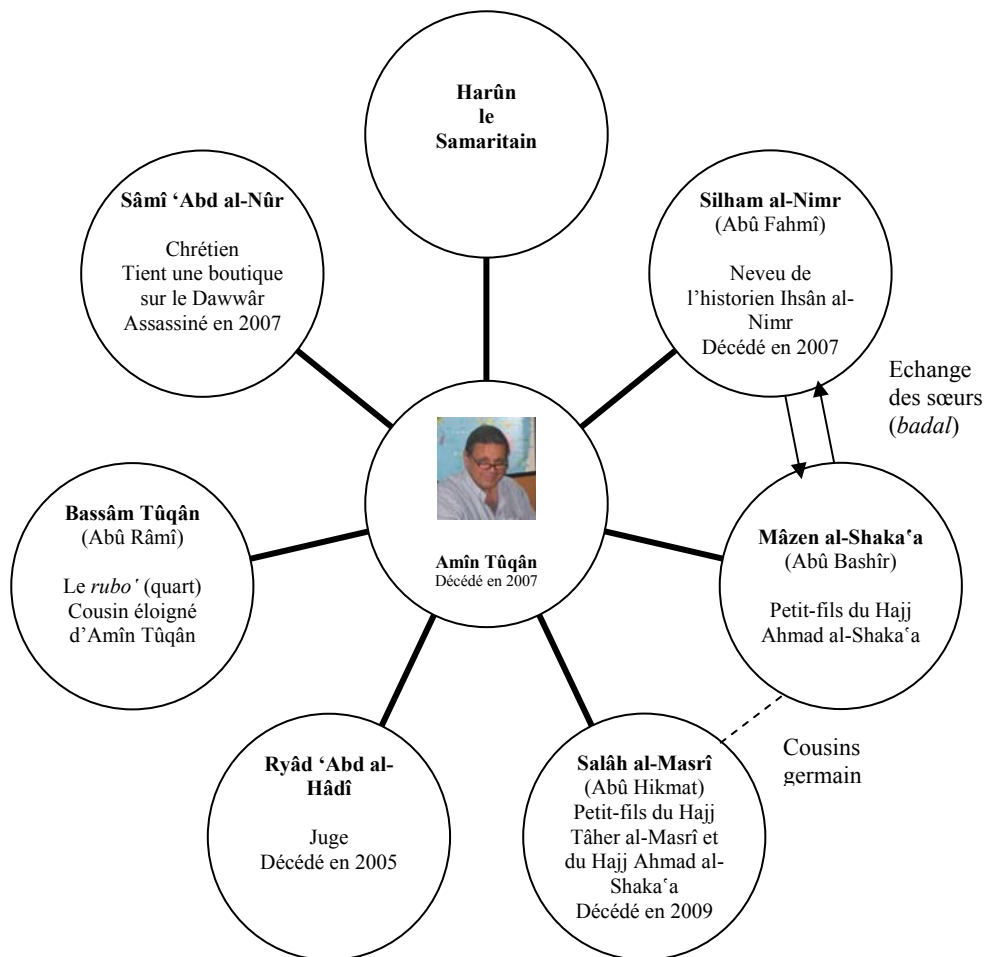 Harûn
le
Samaritain
Sâmî ‘Abd al-Nûr
Chrétien
Tient une boutique
sur le Dawwâr
Assassiné en 2007
Silham al-Nimr
(Abû Fahmî)
Neveu de
l’historien Ihsân al-
Nimr
Décédé en 2007
Echange
des sœurs
(badal)
Amîn Tûqân
Décédé en 2007
Bassâm Tûqân
(Abû Râmî)
Le rubo‘ (quart)
Cousin éloigné
d’Amîn Tûqân
Mâzen al-Shaka‘a
(Abû Bashîr)
Petit-fils du Hajj
Ahmad al-Shaka‘a
Cousins
germain
Ryâd ‘Abd al-
Hâdî
Juge
Décédé en 2005
Salâh al-Masrî
(Abû Hikmat)
Petit-fils du Hajj
Tâher al-Masrî et
du Hajj Ahmad al-
Shaka‘a
Décédé en 2009